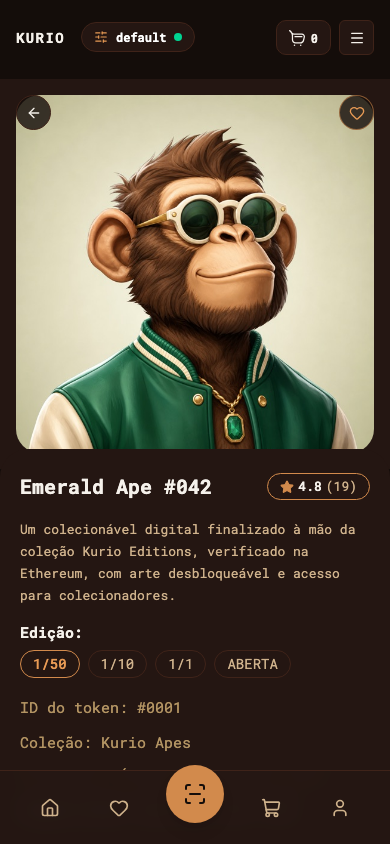 KURIO
default
0
Emerald Ape #042
4.8 (19)
Um colecionável digital finalizado à mão da
coleção Kurio Editions, verificado na
Ethereum, com arte desbloqueável e acesso
para colecionadores.
Edição:
1/50 1/10 1/1 ABERTA
ID do token: #0001
Coleção: Kurio Apes